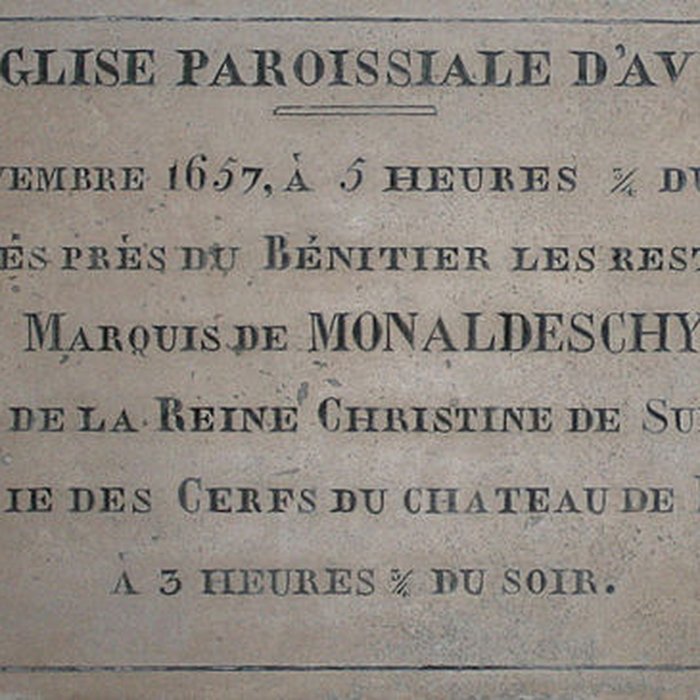 GLISE PAROISSIALE D'AV
VEMBRE 1657, À 5 HEURES ¾ DU
ÉS PRÈS DU BÉNITIER LES REST
MARQUIS DE MONALDESCHY
DE LA REINE CHRISTINE DE SU
IE DES CERFS DU CHATEAU DE
À 3 HEURES ¾ DU SOIR.